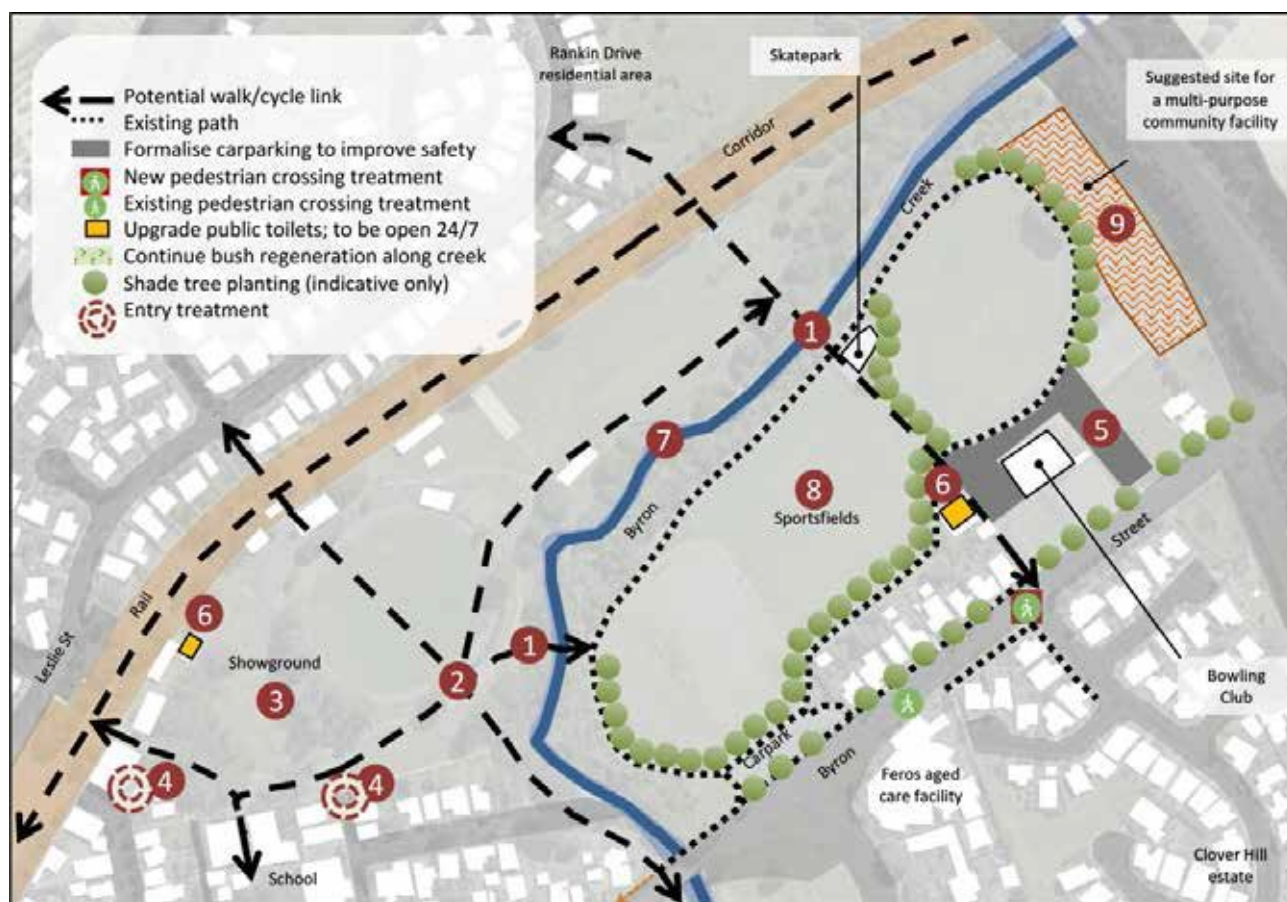 Potential walk/cycle link
Existing path
Formalise carparking to improve safety
New pedestrian crossing treatment
Existing pedestrian crossing treatment
Upgrade public toilets; to be open 24/7
Continue bush regeneration along creek
Shade tree planting (indicative only)
Entry treatment
Rankin Drive
residential area
Skatepark
Suggested site for
a multi-purpose
community facility
Corridor
Creek
9
1
5
7
8
Sportsfields
6
Byron
Street
6
Rail
Leslie St
Showground
3
2
1
4
4
School
Carpark
Byron
Bowling
Club
Feros aged
care facility
Clover Hill
estate